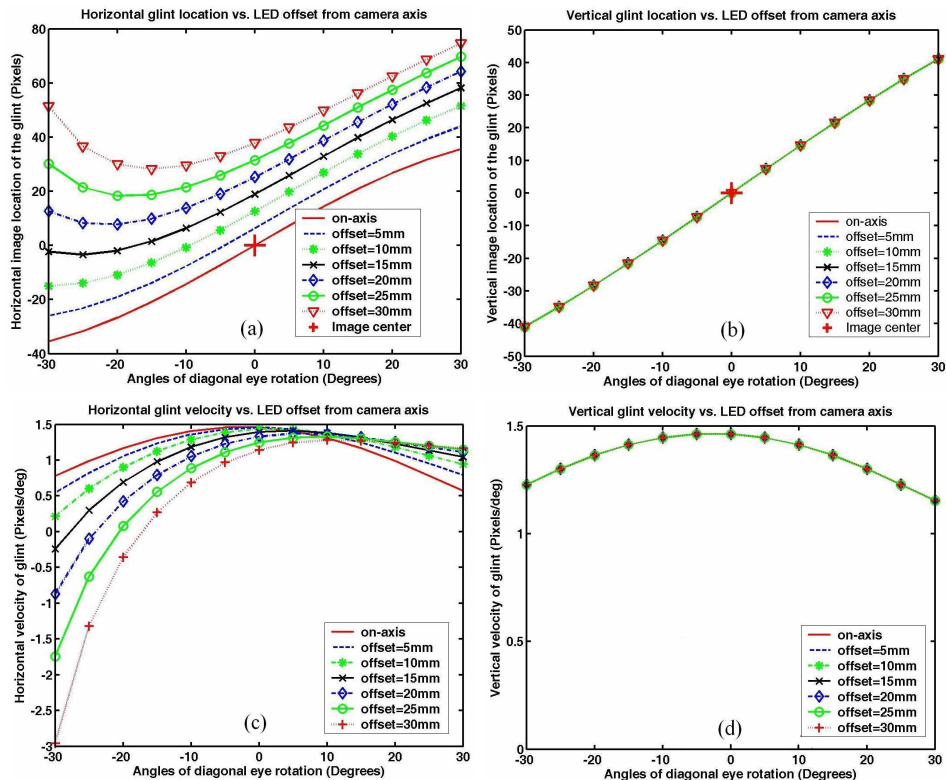 Horizontal glint location vs. LED offset from camera axis
Horizontal image location of the glint (Pixels)
80
60
40
20
0
-20
-40
-30
-20
-10
0
10
20
30
Angles of diagonal eye rotation (Degrees)
(a)
on-axis
offset=5mm
offset=10mm
offset=15mm
offset=20mm
offset=25mm
offset=30mm
Image center
Vertical glint location vs. LED offset from camera axis
Vertical image location of the glint (Pixels)
50
40
30
20
10
0
-10
-20
-30
-40
-50
-30
-20
-10
0
10
20
30
Angles of diagonal eye rotation (Degrees)
(b)
on-axis
offset=5mm
offset=10mm
offset=15mm
offset=20mm
offset=25mm
offset=30mm
Image center
Horizontal glint velocity vs. LED offset from camera axis
Horizontal velocity of glint (Pixels/deg)
1.5
1
0.5
0
-0.5
-1
-1.5
-2
-2.5
-3
-30
-20
-10
0
10
20
30
Angles of diagonal eye rotation (Degrees)
(c)
on-axis
offset=5mm
offset=10mm
offset=15mm
offset=20mm
offset=25mm
offset=30mm
Vertical glint velocity vs. LED offset from camera axis
Vertical velocity of glint (Pixels/deg)
1.5
1
0.5
0
-30
-20
-10
0
10
20
30
Angles of diagonal eye rotation (Degrees)
(d)
on-axis
offset=5mm
offset=10mm
offset=15mm
offset=20mm
offset=25mm
offset=30mm